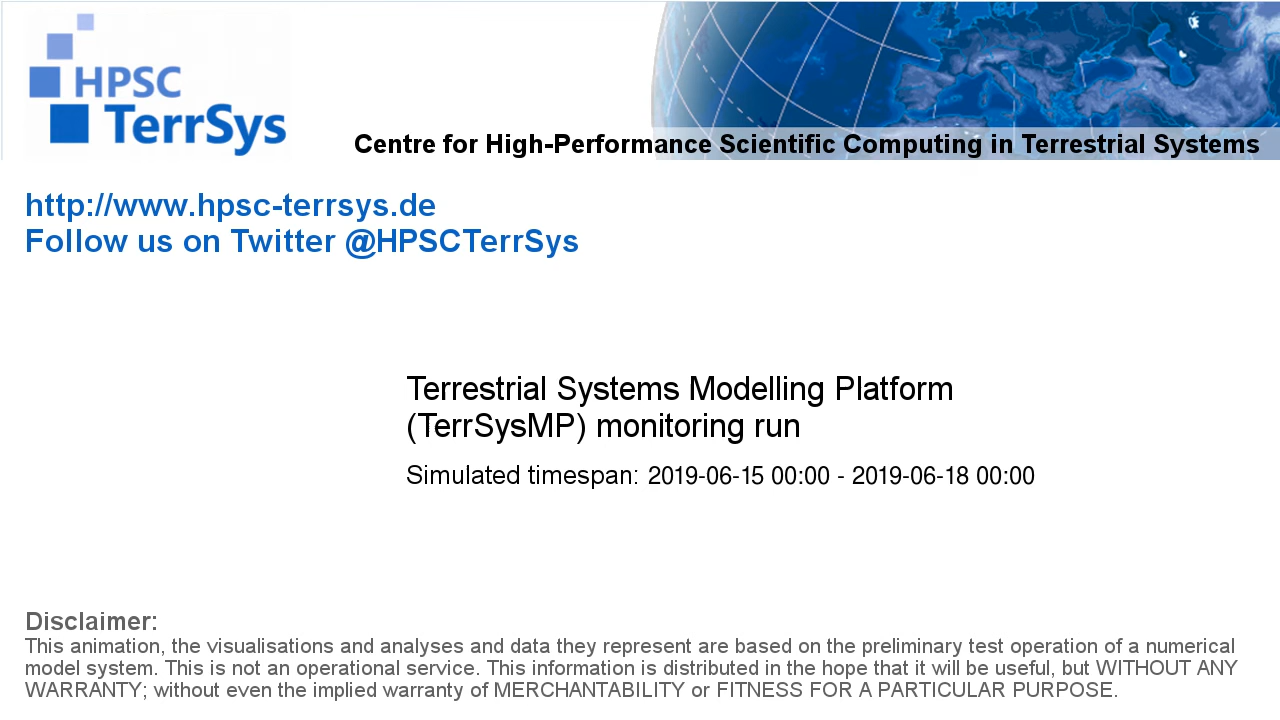 HPSC
TerrSys
Centre for High-Performance Scientific Computing in Terrestrial Systems
http://www.hpsc-terrsys.de
Follow us on Twitter @HPSCTerrSys
Terrestrial Systems Modelling Platform
(TerrSysMP) monitoring run
Simulated timespan: 2019-06-15 00:00 - 2019-06-18 00:00
Disclaimer:
This animation, the visualisations and analyses and data they represent are based on the preliminary test operation of a numerical
model system. This is not an operational service. This information is distributed in the hope that it will be useful, but WITHOUT ANY
WARRANTY; without even the implied warranty of MERCHANTABILITY or FITNESS FOR A PARTICULAR PURPOSE.